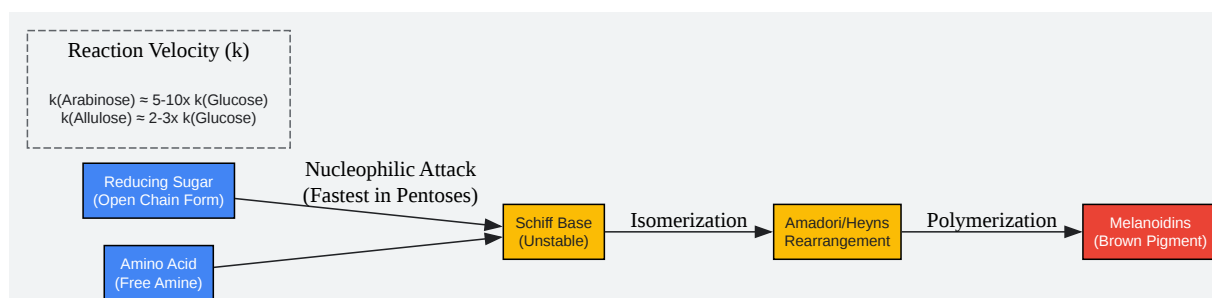 Reaction Velocity (k)
k(Arabinose) ≈ 5-10x k(Glucose)
k(Allulose) ≈ 2-3x k(Glucose)
Reducing Sugar
(Open Chain Form)
Nucleophilic Attack
(Fastest in Pentoses)
Amino Acid
(Free Amine)
Schiff Base
(Unstable)
Isomerization
Amadori/Heyns
Rearrangement
Polymerization
Melanoidins
(Brown Pigment)